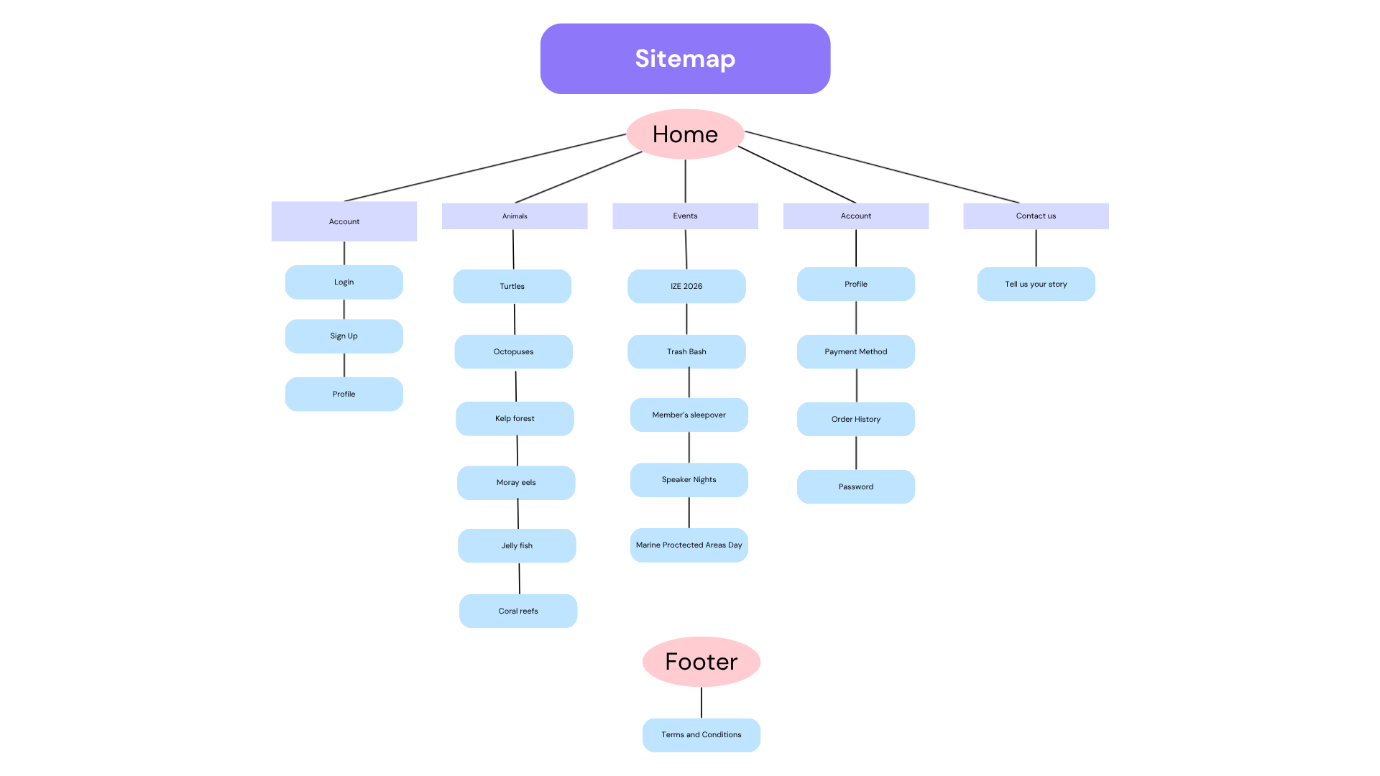 Sitemap
Home
Account
Animals
Events
Account
Contact us
Login
Sign Up
Profile
Turtles
Octopuses
Kelp forest
Moray eels
Jelly fish
Coral reefs
IZE 2026
Trash Bash
Member's sleepover
Speaker Nights
Marine Proctected Areas Day
Profile
Payment Method
Order History
Password
Tell us your story
Footer
Terms and Conditions